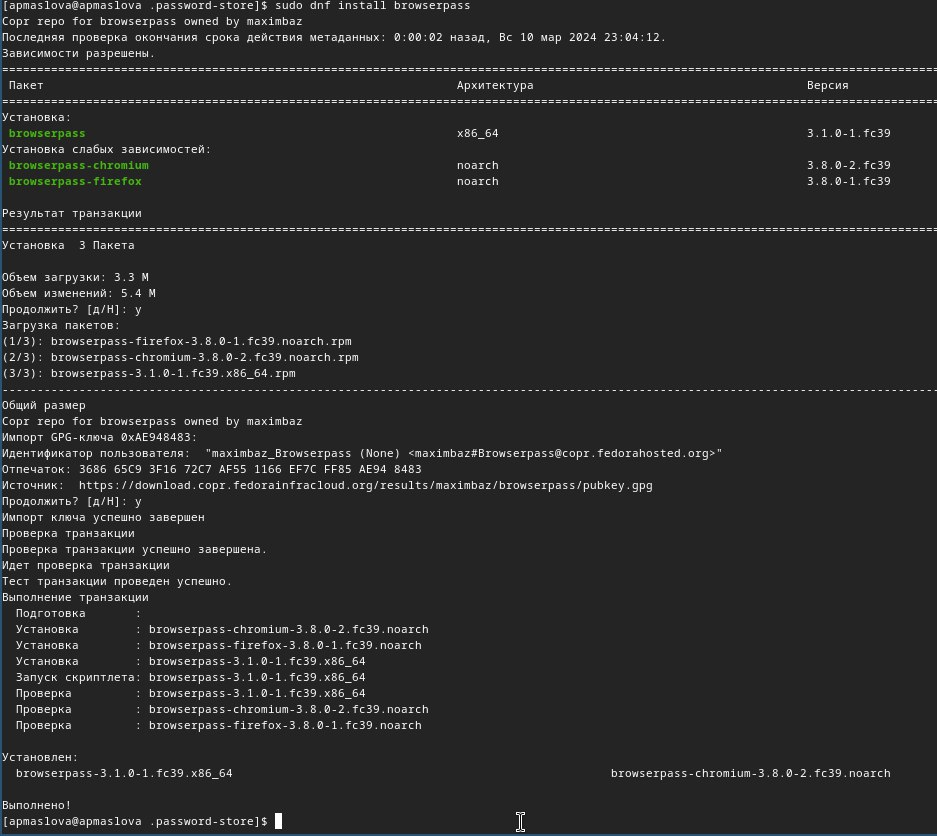 [apmaslova@apmaslova .password-store]$ sudo dnf install browserpass
Copr repo for browserpass owned by maximbaz
Последняя проверка окончания срока действия метаданных: 0:00:02 назад, Вс 10 мар 2024 23:04:12.
Зависимости разрешены.
================================================================================
Пакет Архитектура Версия
================================================================================
Установка:
browserpass x86_64 3.1.0-1.fc39
Установка слабых зависимостей:
browserpass-chromium noarch 3.8.0-2.fc39
browserpass-firefox noarch 3.8.0-1.fc39
Результат транзакции
================================================================================
Установка  3 Пакета
Объем загрузки: 3.3 M
Объем изменений: 5.4 M
Продолжить? [д/Н]: y
Загрузка пакетов:
(1/3): browserpass-firefox-3.8.0-1.fc39.noarch.rpm
(2/3): browserpass-chromium-3.8.0-2.fc39.noarch.rpm
(3/3): browserpass-3.1.0-1.fc39.x86_64.rpm
--------------------------------------------------------------------------------
Общий размер
Copr repo for browserpass owned by maximbaz
Импорт GPG-ключа 0xAE948483:
Идентификатор пользователя:  "maximbaz_Browserpass (None) <maximbaz#Browserpass@copr.fedorahosted.org>"
Отпечаток: 3686 65C9 3F16 72C7 AF55 1166 EF7C FF85 AE94 8483
Источник:  https://download.copr.fedorainfracloud.org/results/maximbaz/browserpass/pubkey.gpg
Продолжить? [д/Н]: y
Импорт ключа успешно завершен
Проверка транзакции
Проверка транзакции успешно завершена.
Идет проверка транзакции
Тест транзакции проведен успешно.
Выполнение транзакции
Подготовка       :
Установка        : browserpass-chromium-3.8.0-2.fc39.noarch
Установка        : browserpass-firefox-3.8.0-1.fc39.noarch
Установка        : browserpass-3.1.0-1.fc39.x86_64
Запуск скриптлета: browserpass-3.1.0-1.fc39.x86_64
Проверка         : browserpass-3.1.0-1.fc39.x86_64
Проверка         : browserpass-chromium-3.8.0-2.fc39.noarch
Проверка         : browserpass-firefox-3.8.0-1.fc39.noarch
Установлен:
browserpass-3.1.0-1.fc39.x86_64 browserpass-chromium-3.8.0-2.fc39.noarch
Выполнено!
[apmaslova@apmaslova .password-store]$